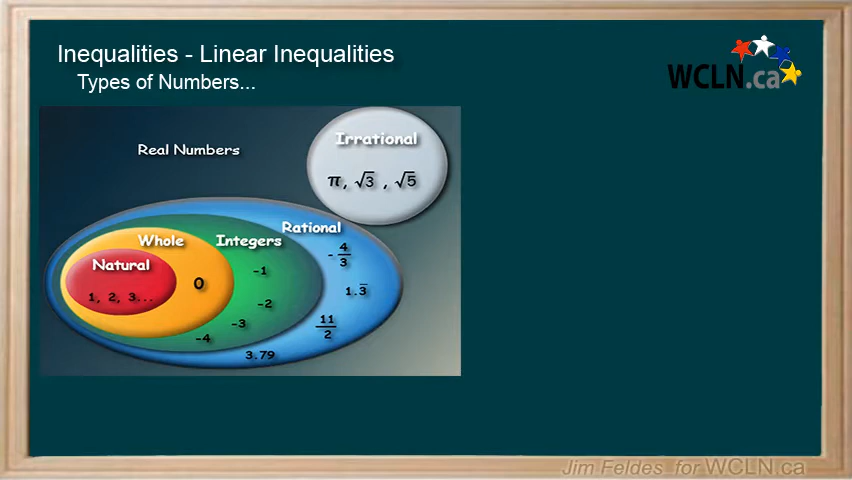 Inequalities - Linear Inequalities
Types of Numbers...
WCLN.ca
Real Numbers
Irrational
π, √3 , √5
Rational
Whole
Integers
Natural
1, 2, 3...
0
-1
-2
-3
-4
- 4/3
1.3̅
11/2
3.79
Jim Feldes for WCLN.ca